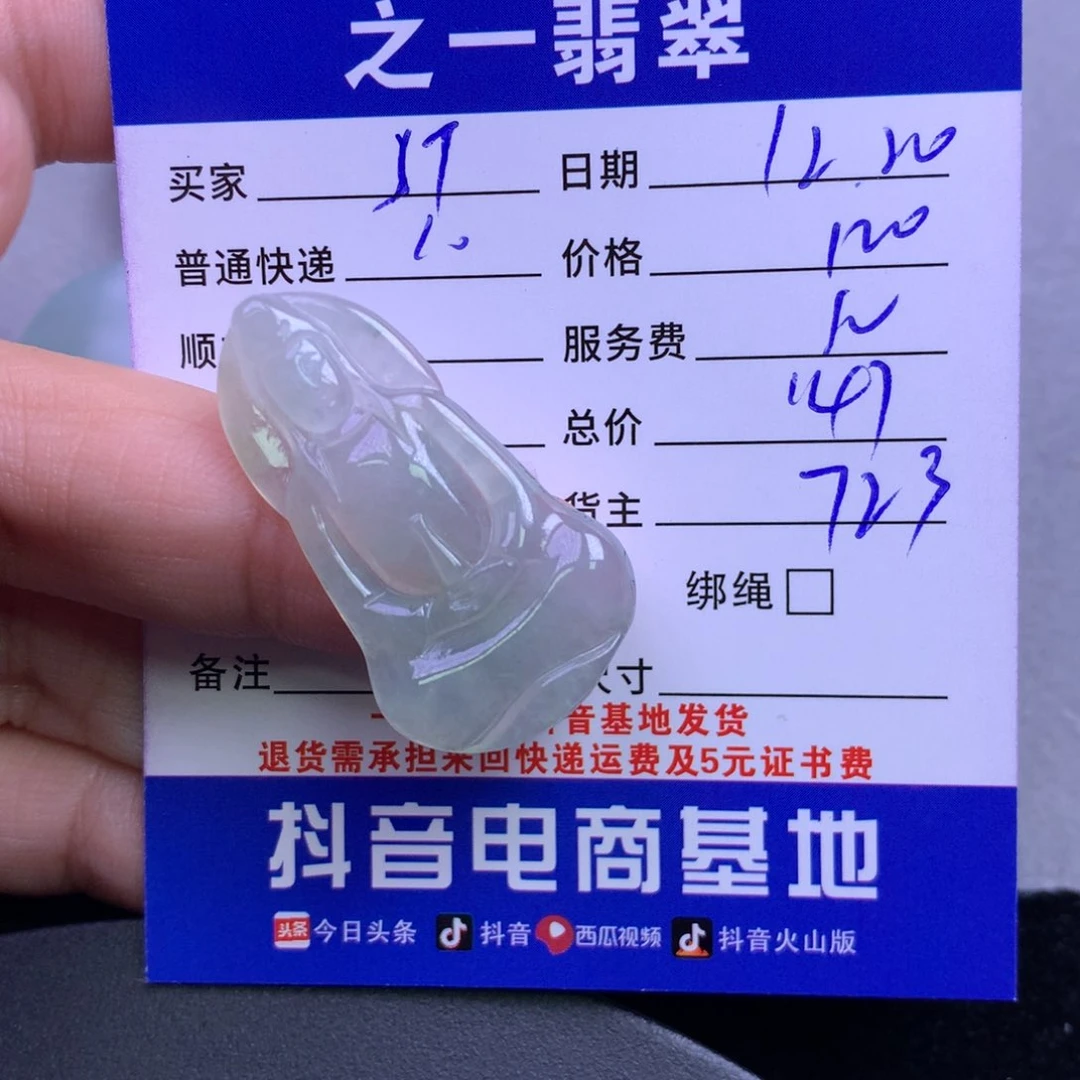 之一翡翠
买家 日期 12.20
普通快递 10 价格 120
顺 服务费 12
总价
货主 723
绑绳
备注 尺寸
音基地发货
退货需承担来回快递运费及5元证书费
抖音电商基地
头条 今日头条 抖音 西瓜视频 抖音火山版